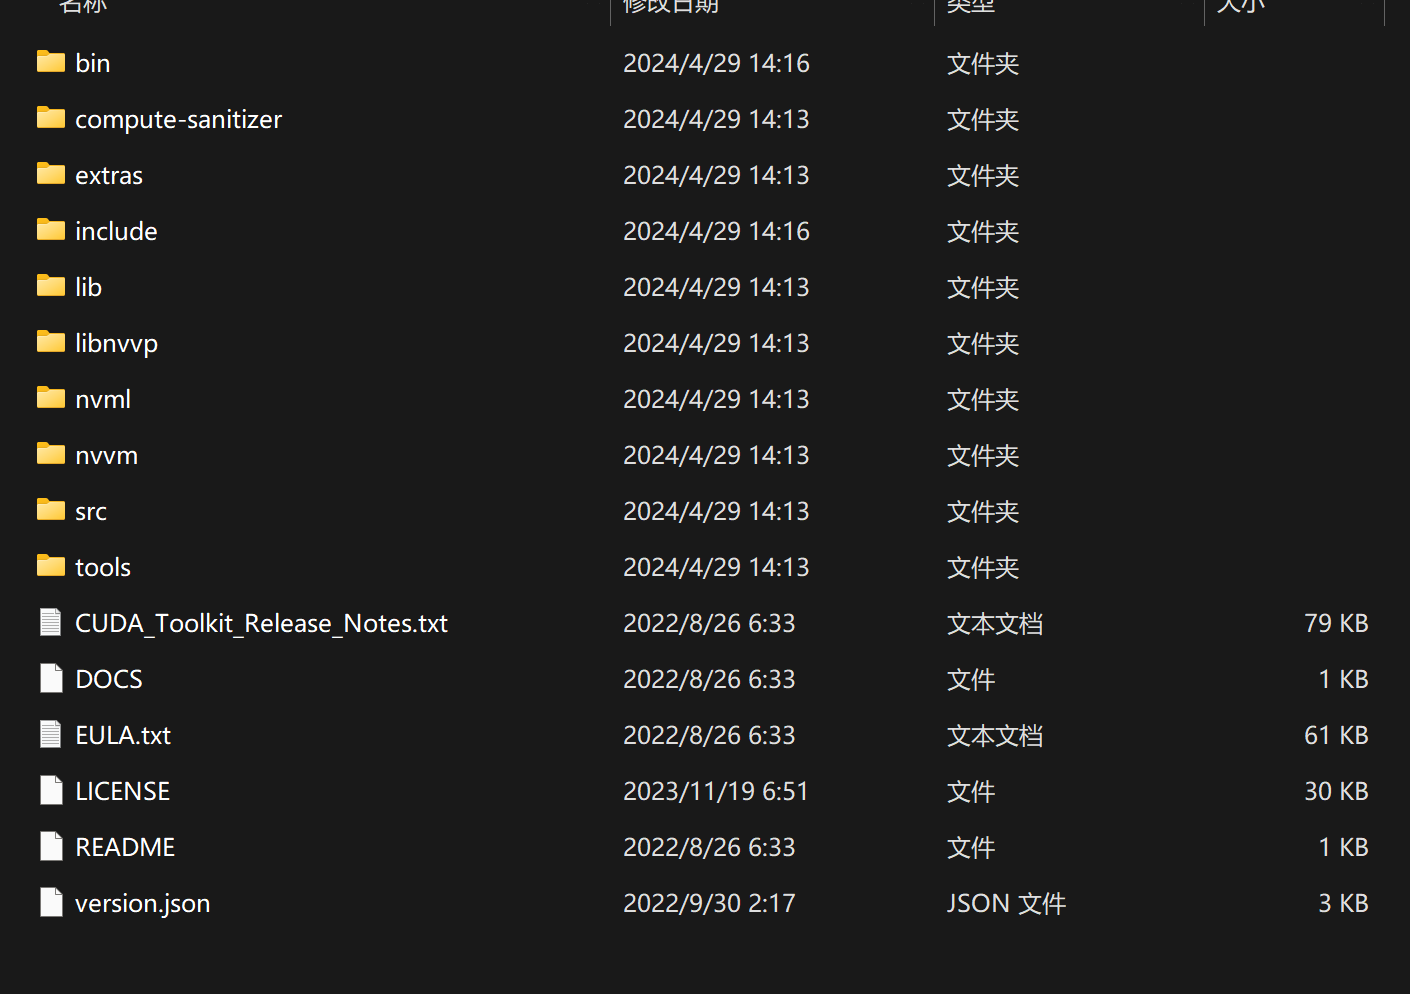 名称 修改日期 类型 大小
bin 2024/4/29 14:16 文件夹
compute-sanitizer 2024/4/29 14:13 文件夹
extras 2024/4/29 14:13 文件夹
include 2024/4/29 14:16 文件夹
lib 2024/4/29 14:13 文件夹
libnvvp 2024/4/29 14:13 文件夹
nvml 2024/4/29 14:13 文件夹
nvvm 2024/4/29 14:13 文件夹
src 2024/4/29 14:13 文件夹
tools 2024/4/29 14:13 文件夹
CUDA_Toolkit_Release_Notes.txt 2022/8/26 6:33 文本文档 79 KB
DOCS 2022/8/26 6:33 文件 1 KB
EULA.txt 2022/8/26 6:33 文本文档 61 KB
LICENSE 2023/11/19 6:51 文件 30 KB
README 2022/8/26 6:33 文件 1 KB
version.json 2022/9/30 2:17 JSON 文件 3 KB